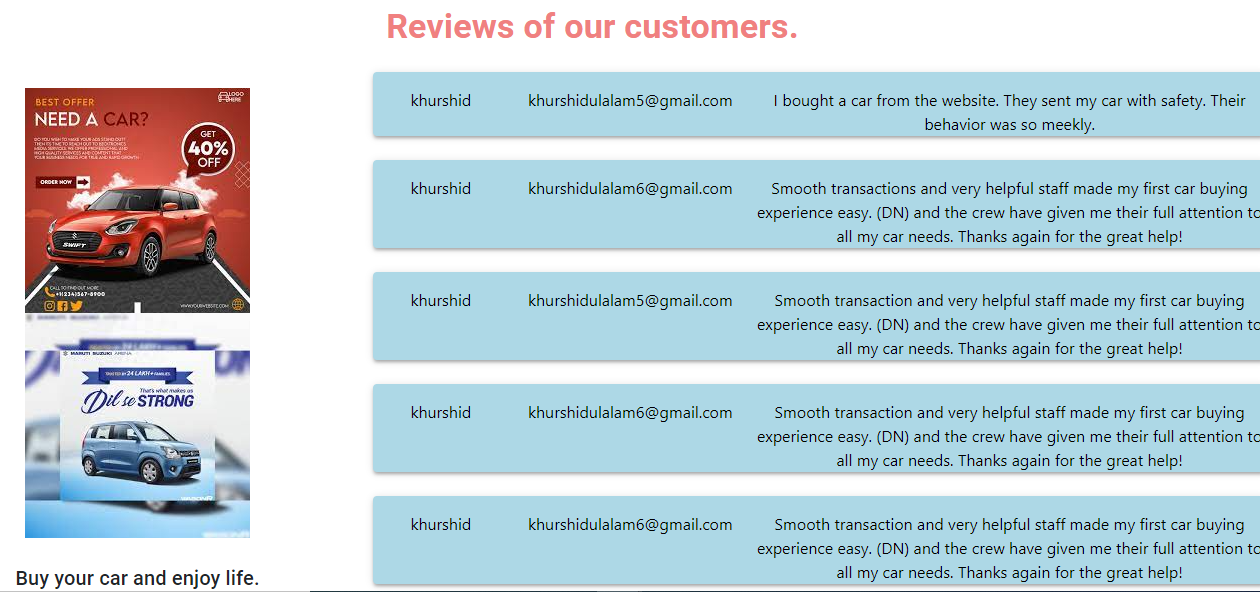 Reviews of our customers.
khurshid khurshidulalam5@gmail.com I bought a car from the website. They sent my car with safety. Their
behavior was so meekly.
khurshid khurshidulalam6@gmail.com Smooth transactions and very helpful staff made my first car buying
experience easy. (DN) and the crew have given me their full attention to
all my car needs. Thanks again for the great help!
khurshid khurshidulalam5@gmail.com Smooth transaction and very helpful staff made my first car buying
experience easy. (DN) and the crew have given me their full attention to
all my car needs. Thanks again for the great help!
khurshid khurshidulalam6@gmail.com Smooth transaction and very helpful staff made my first car buying
experience easy. (DN) and the crew have given me their full attention to
all my car needs. Thanks again for the great help!
khurshid khurshidulalam6@gmail.com Smooth transaction and very helpful staff made my first car buying
experience easy. (DN) and the crew have given me their full attention to
all my car needs. Thanks again for the great help!
LOGO
HERE
BEST OFFER
NEED A CAR?
GET
40%
OFF
ORDER NOW
SWIFT
CALL TO FIND OUT MORE
+1(234)567-8900
WWW.YOURWEBSITE.COM
MARUTI SUZUKI ARENA
TRUSTED BY 24 LAKH+ FAMILIES
That's what makes us
Dil se STRONG
Buy your car and enjoy life.